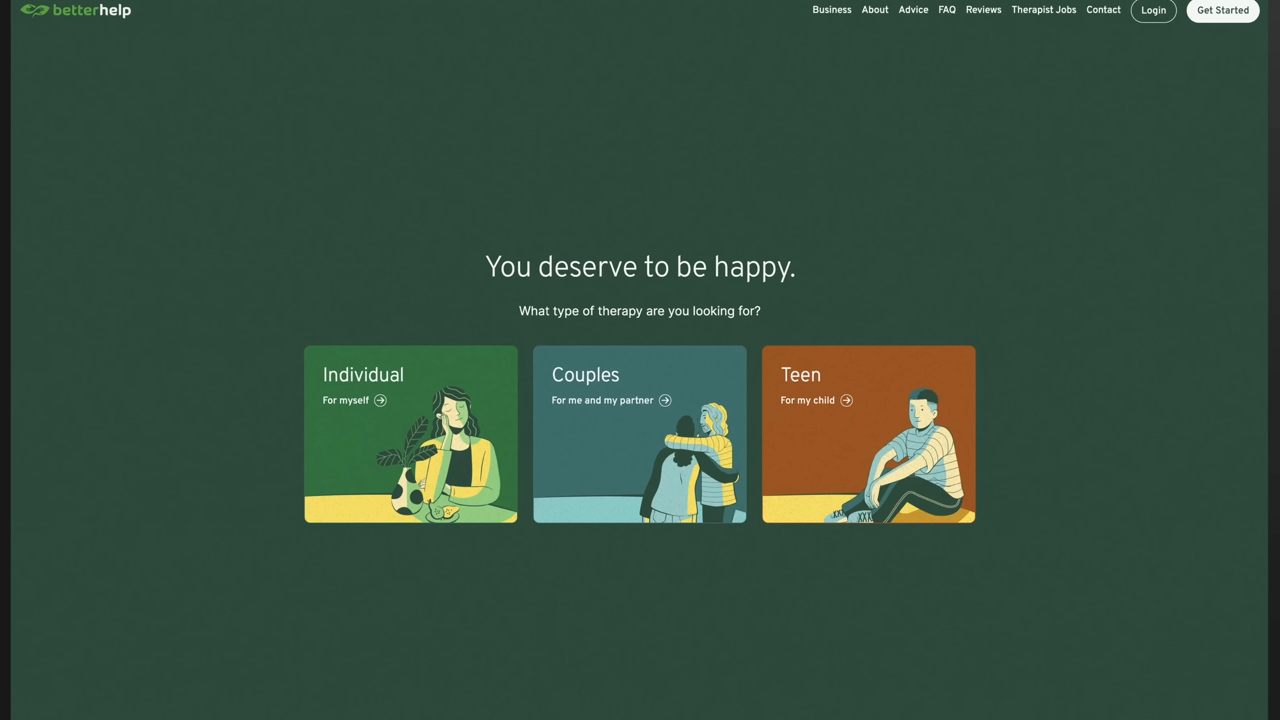 betterhelp
Business About Advice FAQ Reviews Therapist Jobs Contact Login Get Started
You deserve to be happy.
What type of therapy are you looking for?
Individual
For myself
Couples
For me and my partner
Teen
For my child